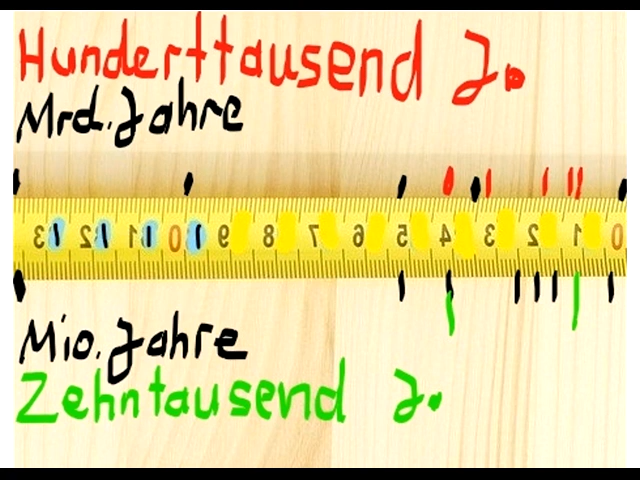 Hunderttausend J.
Mrd. Jahre
13 12 11 10 9 8 7 6 5 4 3 2 1 0
Mio. Jahre
Zehntausend J.